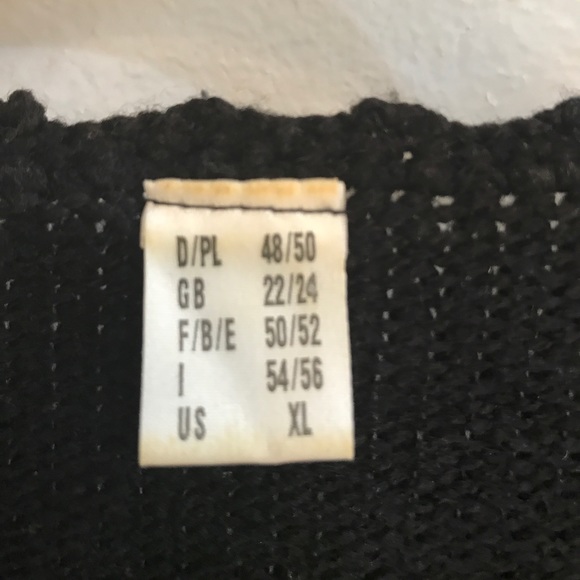 D/PL 48/50
GB 22/24
F/B/E 50/52
I 54/56
US XL